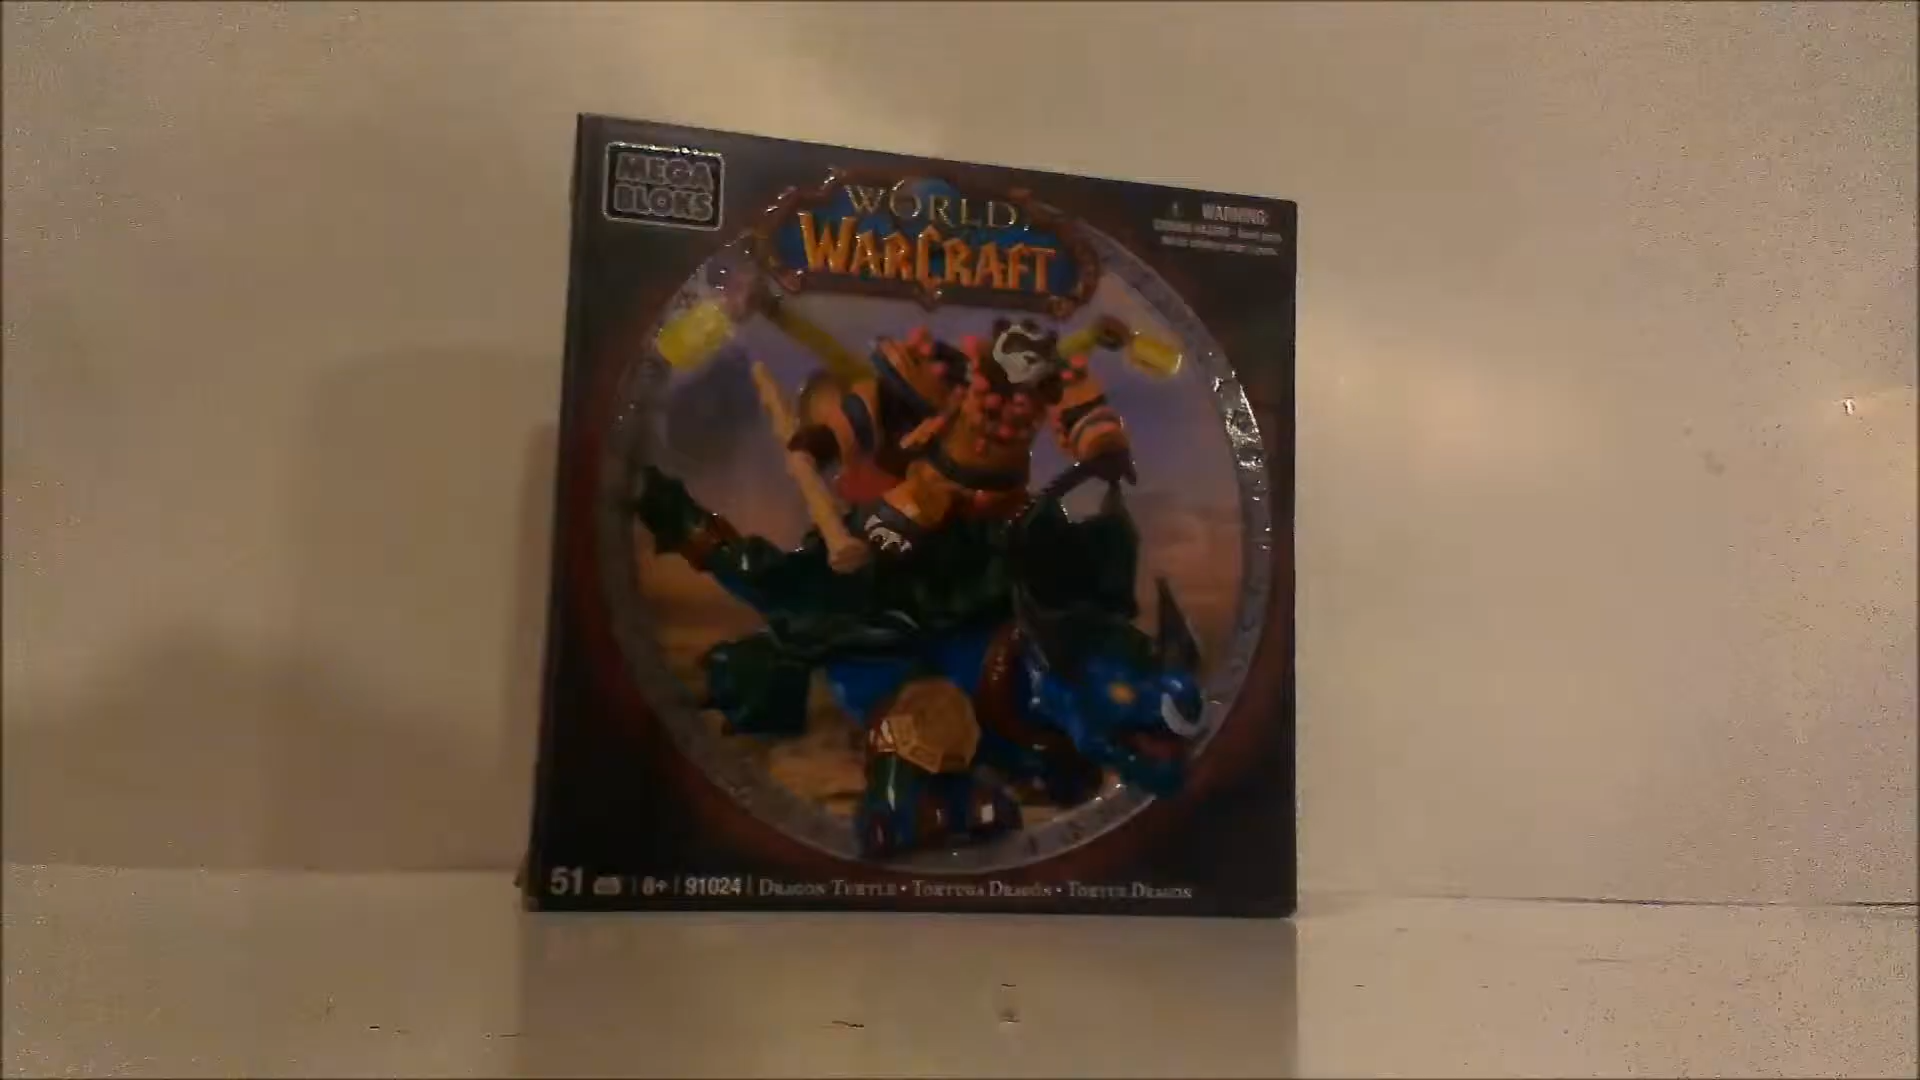 MEGA
BLOKS
WORLD
WARCRAFT
WARNING:
51 8+ 91024 DRAGON TURTLE • TORTUGA DRAGÓN • TORTUE DRAGON